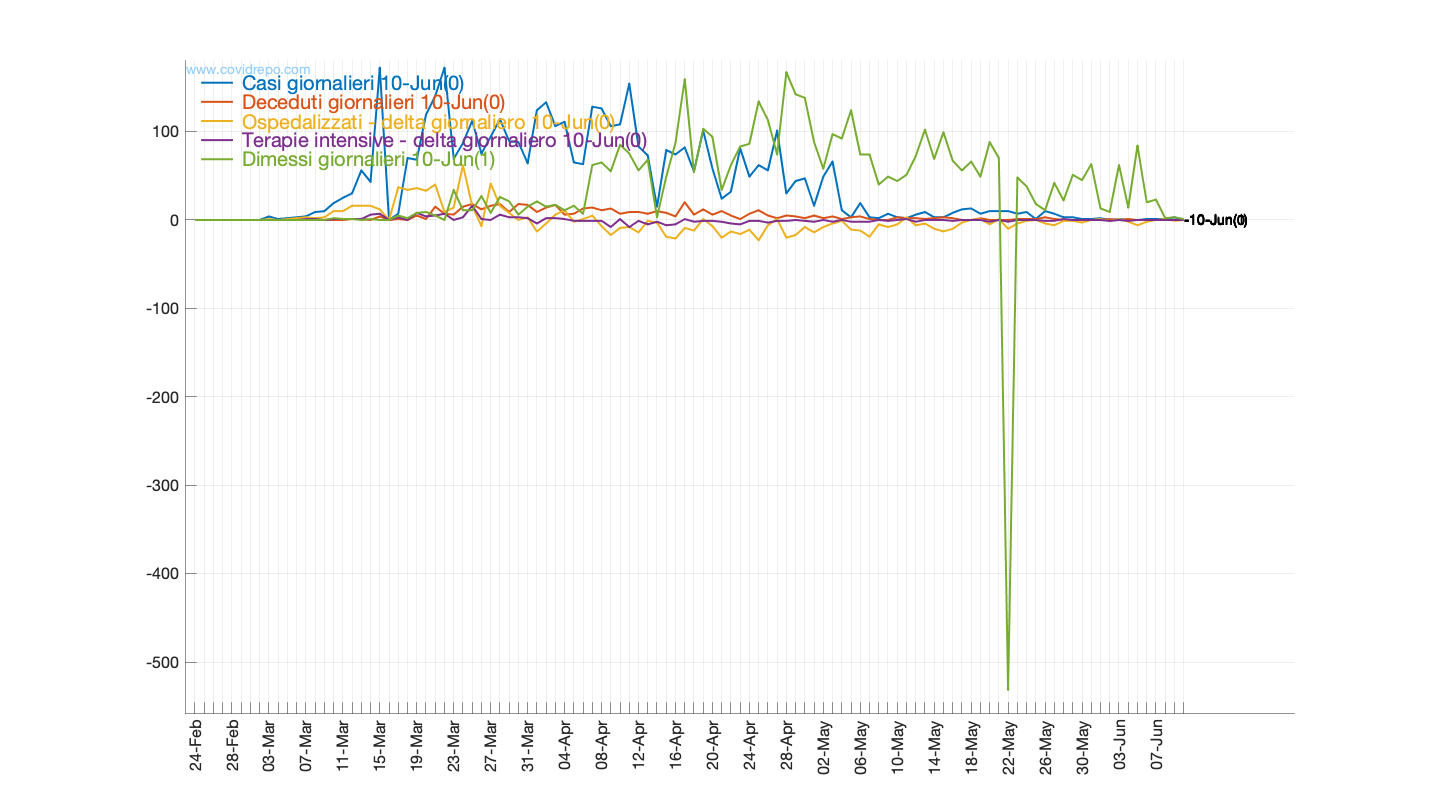 www.covidrepo.com
Casi giornalieri 10-Jun(0)
Deceduti giornalieri 10-Jun(0)
Ospedalizzati - delta giornaliero 10-Jun(0)
Terapie intensive - delta giornaliero 10-Jun(0)
Dimessi giornalieri 10-Jun(1)
100
0
-100
-200
-300
-400
-500
24-Feb
28-Feb
03-Mar
07-Mar
11-Mar
15-Mar
19-Mar
23-Mar
27-Mar
31-Mar
04-Apr
08-Apr
12-Apr
16-Apr
20-Apr
24-Apr
28-Apr
02-May
06-May
10-May
14-May
18-May
22-May
26-May
30-May
03-Jun
07-Jun